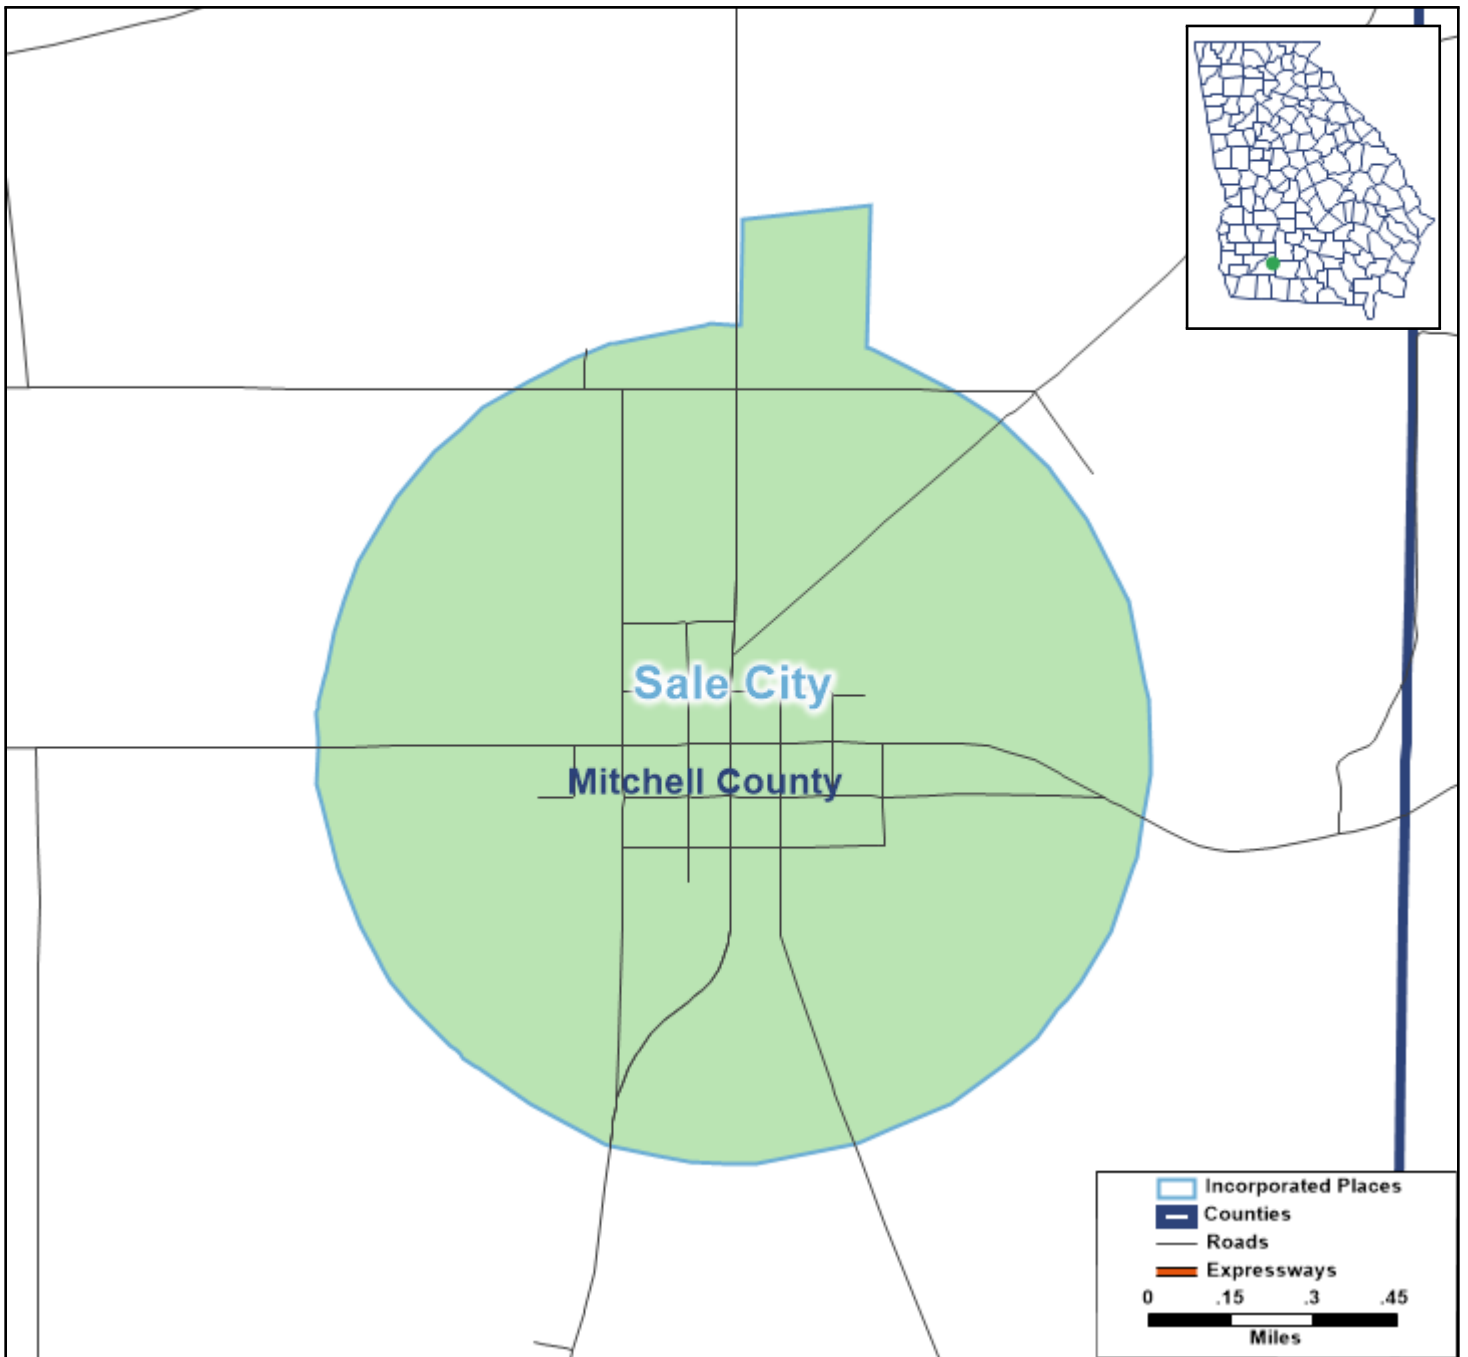 Sale City
Mitchell County
Incorporated Places
Counties
Roads
Expressways
0 .15 .3 .45
Miles